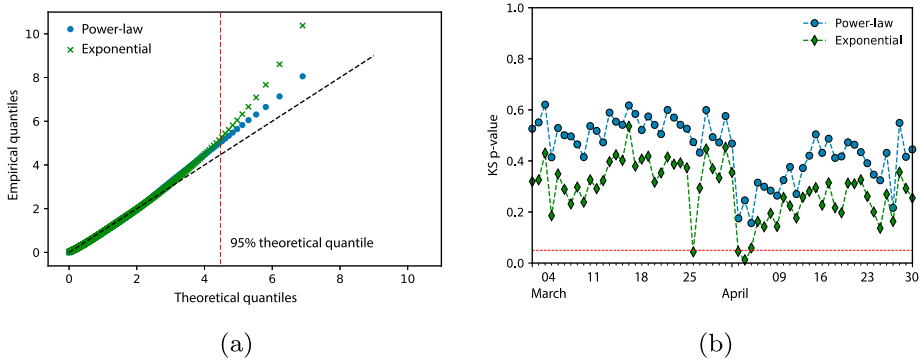 Power-law
Exponential
Empirical quantiles
10
8
6
4
2
0
95% theoretical quantile
0 2 4 6 8 10
Theoretical quantiles
(a)
Power-law
Exponential
KS p-value
1.0
0.8
0.6
0.4
0.2
0.0
04 11 18 25 09 16 23 30
March April
(b)